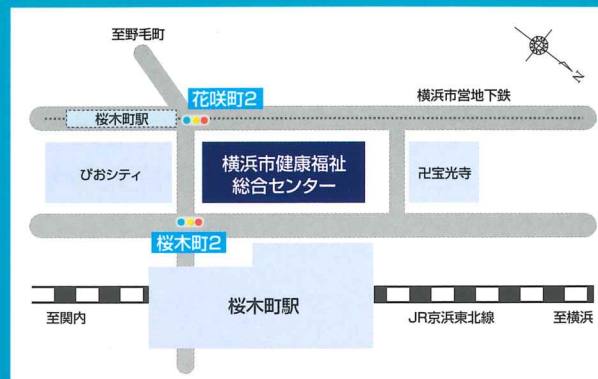 至野毛町
N
花咲町2
横浜市営地下鉄
桜木町駅
ぴおシティ
横浜市健康福祉
総合センター
卍宝光寺
桜木町2
桜木町駅
至関内
JR京浜東北線
至横浜